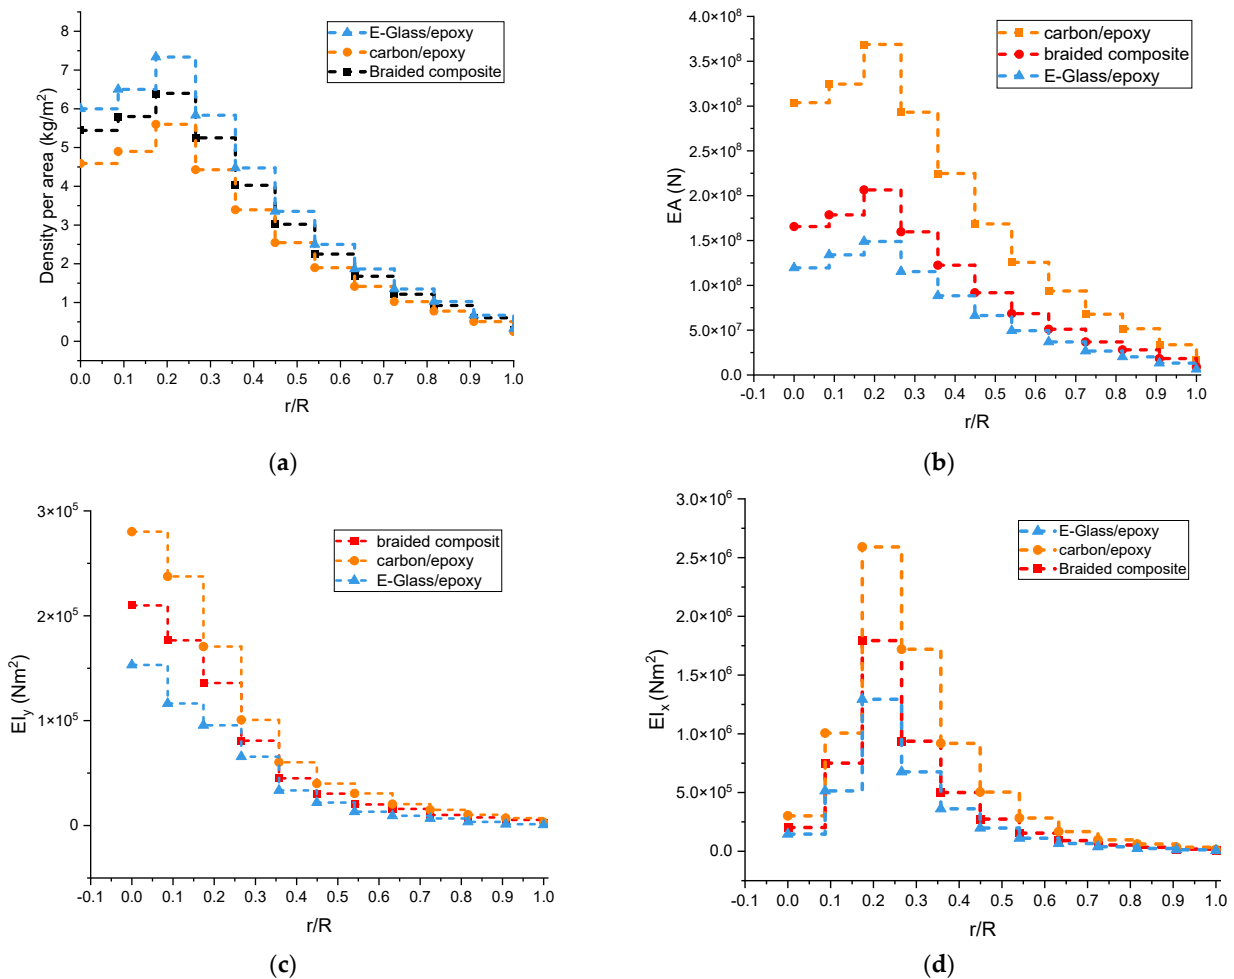 8
7
6
5
4
3
2
1
0
Density per area (kg/m²)
E-Glass/epoxy
carbon/epoxy
Braided composite
0.0 0.1 0.2 0.3 0.4 0.5 0.6 0.7 0.8 0.9 1.0
r/R
(a)
4.0×10⁸
3.5×10⁸
3.0×10⁸
2.5×10⁸
2.0×10⁸
1.5×10⁸
1.0×10⁸
5.0×10⁷
0.0
EA (N)
carbon/epoxy
braided composite
E-Glass/epoxy
-0.1 0.0 0.1 0.2 0.3 0.4 0.5 0.6 0.7 0.8 0.9 1.0
r/R
(b)
3×10⁵
2×10⁵
1×10⁵
0
EIy (Nm²)
braided composit
carbon/epoxy
E-Glass/epoxy
-0.1 0.0 0.1 0.2 0.3 0.4 0.5 0.6 0.7 0.8 0.9 1.0
r/R
(c)
3.0×10⁶
2.5×10⁶
2.0×10⁶
1.5×10⁶
1.0×10⁶
5.0×10⁵
0.0
EIx (Nm²)
E-Glass/epoxy
carbon/epoxy
Braided composite
-0.1 0.0 0.1 0.2 0.3 0.4 0.5 0.6 0.7 0.8 0.9 1.0
r/R
(d)